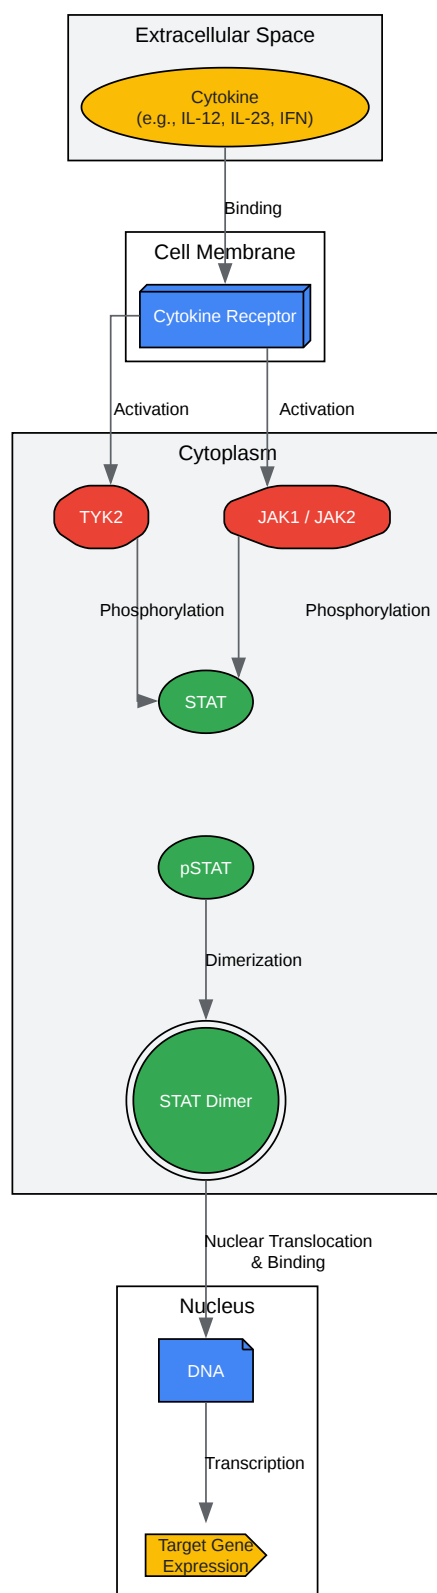 Extracellular Space
Cytokine
(e.g., IL-12, IL-23, IFN)
Binding
Cell Membrane
Cytokine Receptor
Activation
Activation
Cytoplasm
TYK2
JAK1 / JAK2
Phosphorylation
Phosphorylation
STAT
pSTAT
Dimerization
STAT Dimer
Nuclear Translocation
& Binding
Nucleus
DNA
Transcription
Target Gene
Expression